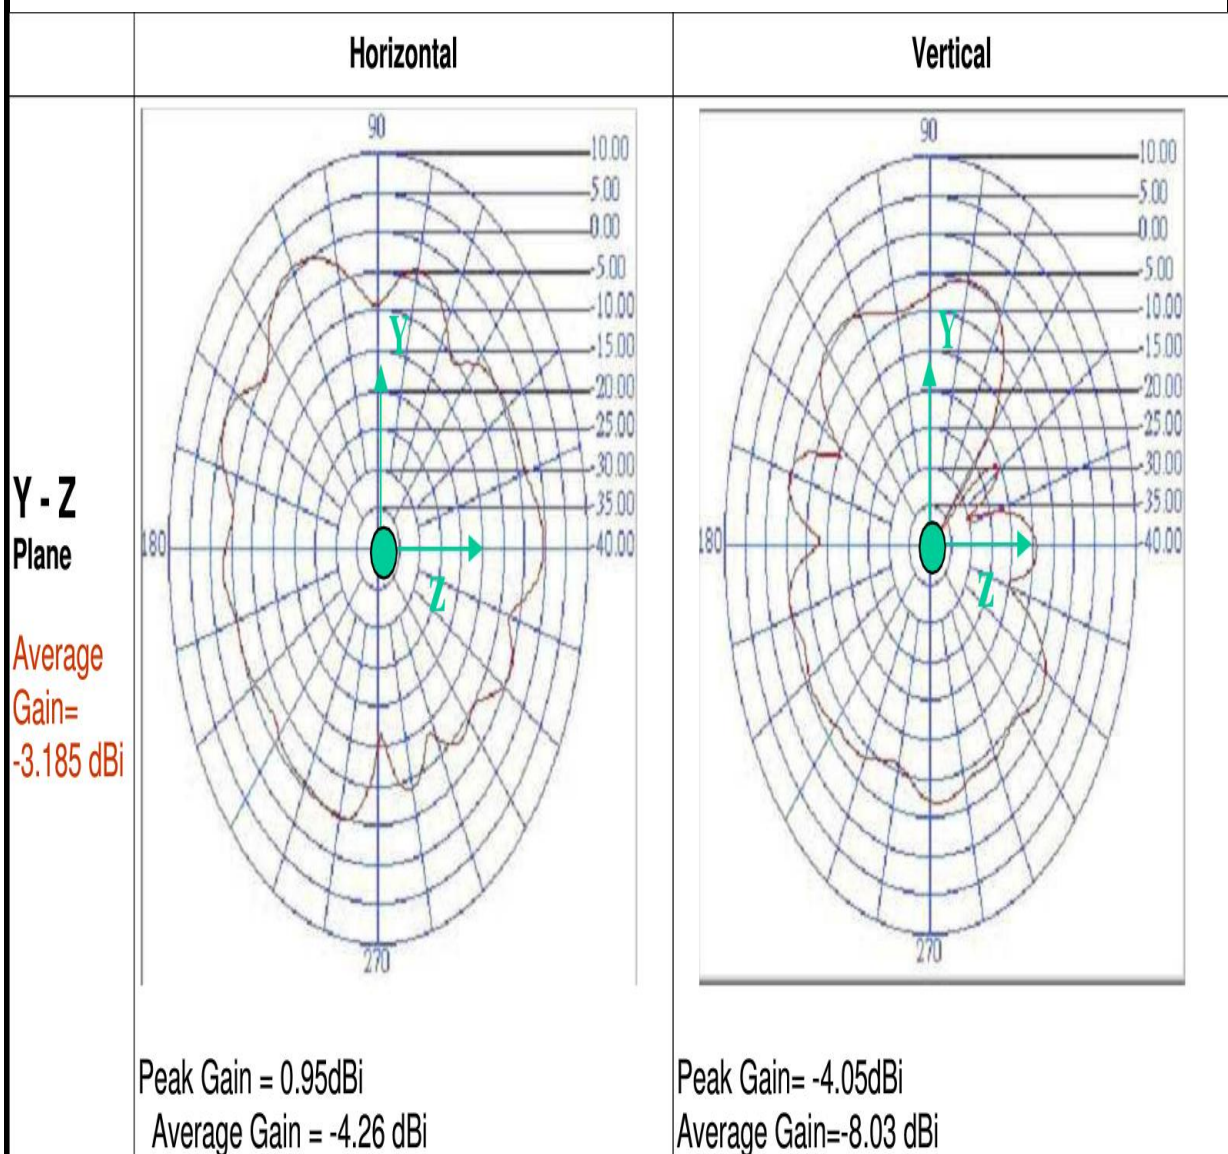 Horizontal
Vertical
Y - Z
Plane
Average
Gain=
-3.185 dBi
90
10.00
5.00
0.00
-5.00
-10.00
-15.00
-20.00
-25.00
-30.00
-35.00
-40.00
180
270
Y
Z
90
10.00
5.00
0.00
-5.00
-10.00
-15.00
-20.00
-25.00
-30.00
-35.00
-40.00
180
270
Y
Z
Peak Gain = 0.95dBi
Average Gain = -4.26 dBi
Peak Gain= -4.05dBi
Average Gain=-8.03 dBi